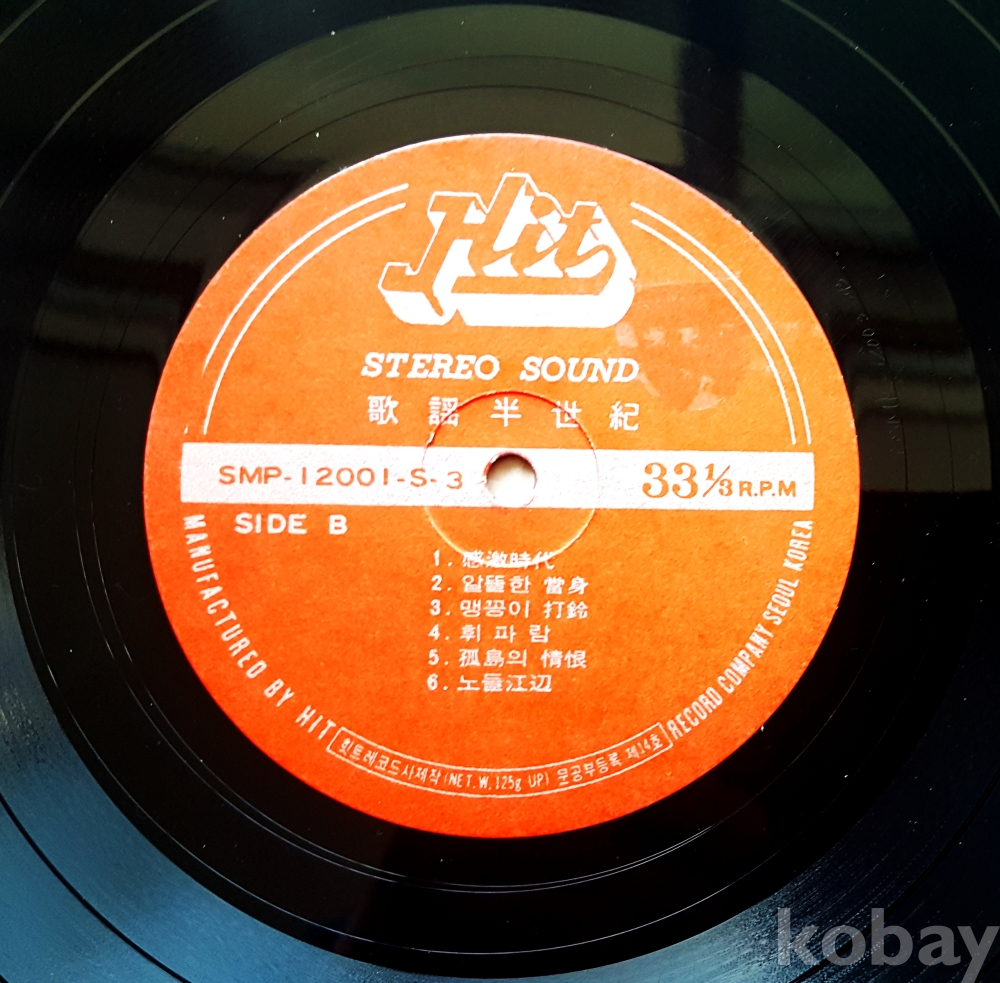 Hit
STEREO SOUND
歌謡半世紀
SMP-12001-S-3
33⅓ R.P.M
SIDE B
1. 感激時代
2. 알뜰한 當身
3. 맹꽁이 打鈴
4. 휘파람
5. 孤島의 情恨
6. 노들江辺
MANUFACTURED BY HIT RECORD COMPANY SEOUL KOREA
힛트레코드사제작(NET.W.125g UP) 문공부등록 제24호
kobay